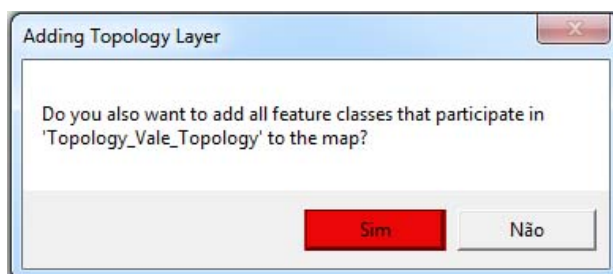 Adding Topology Layer
Do you also want to add all feature classes that participate in
'Topology_Vale_Topology' to the map?
Sim
Não